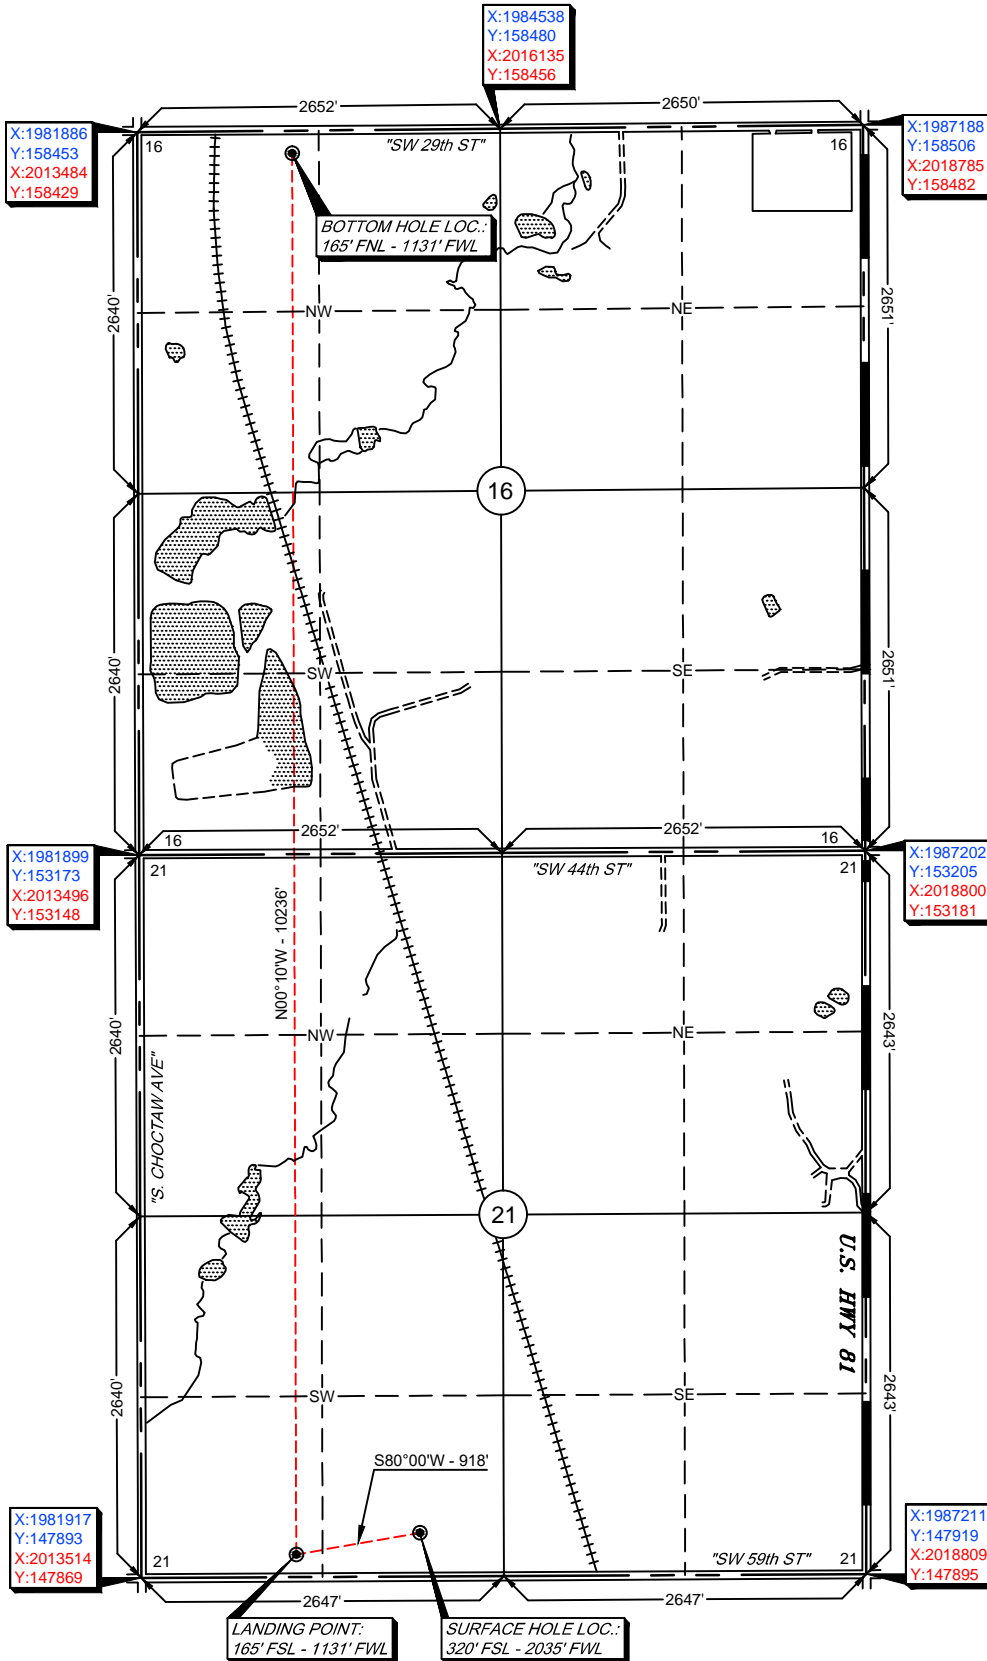 X:1984538
Y:158480
X:2016135
Y:158456
2652'
2650'
X:1981886
Y:158453
X:2013484
Y:158429
X:1987188
Y:158506
X:2018785
Y:158482
16
"SW 29th ST"
16
BOTTOM HOLE LOC.:
165' FNL - 1131' FWL
2640'
NW
NE
2651'
16
2640'
SW
SE
2651'
2652'
2652'
16
16
X:1981899
Y:153173
X:2013496
Y:153148
21
"SW 44th ST"
21
X:1987202
Y:153205
X:2018800
Y:153181
N00°10'W - 10236'
2640'
NW
NE
2643'
"S. CHOCTAW AVE"
21
U.S. HWY 81
2640'
SW
SE
2643'
S80°00'W - 918'
X:1981917
Y:147893
X:2013514
Y:147869
21
"SW 59th ST"
21
X:1987211
Y:147919
X:2018809
Y:147895
2647'
2647'
LANDING POINT:
165' FSL - 1131' FWL
SURFACE HOLE LOC.:
320' FSL - 2035' FWL